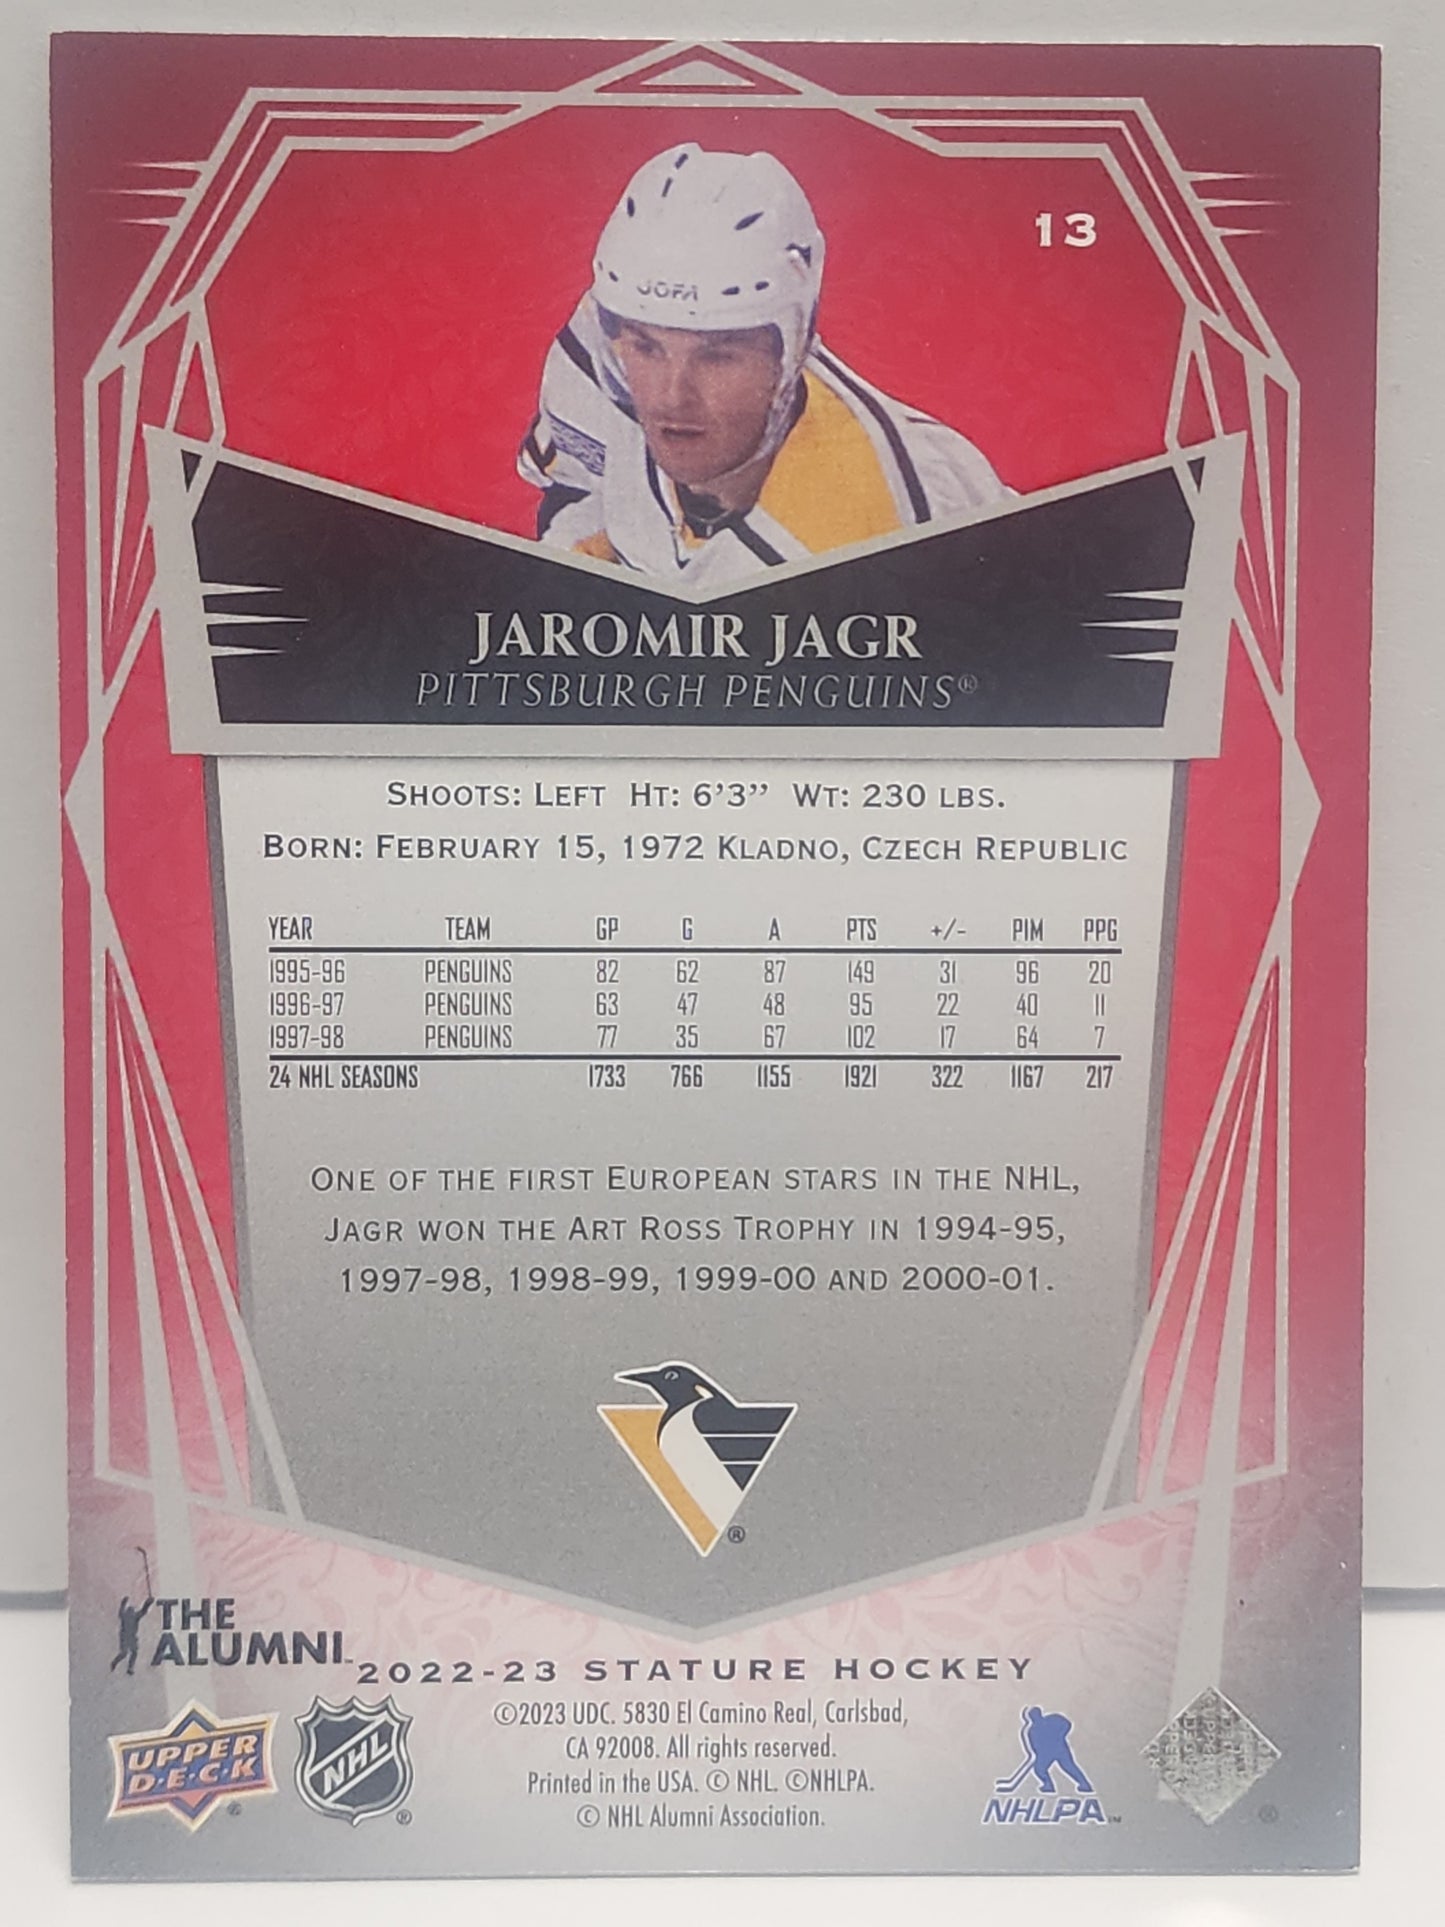 13
JOFA
JAROMIR JAGR
PITTSBURGH PENGUINS®
SHOOTS: LEFT HT: 6'3" WT: 230 LBS.
BORN: FEBRUARY 15, 1972 KLADNO, CZECH REPUBLIC
YEAR TEAM GP G A PTS +/- PIM PPG
1995-96 PENGUINS 82 62 87 149 31 96 20
1996-97 PENGUINS 63 47 48 95 22 40 11
1997-98 PENGUINS 77 35 67 102 17 64 7
24 NHL SEASONS 1733 766 1155 1921 322 1167 217
ONE OF THE FIRST EUROPEAN STARS IN THE NHL,
JAGR WON THE ART ROSS TROPHY IN 1994-95,
1997-98, 1998-99, 1999-00 AND 2000-01.
®
THE
ALUMNI™
2022-23 STATURE HOCKEY
©2023 UDC. 5830 El Camino Real, Carlsbad,
CA 92008. All rights reserved.
Printed in the USA. © NHL. ©NHLPA.
© NHL Alumni Association.
UPPER
D·E·C·K
®
NHL
®
NHLPA™